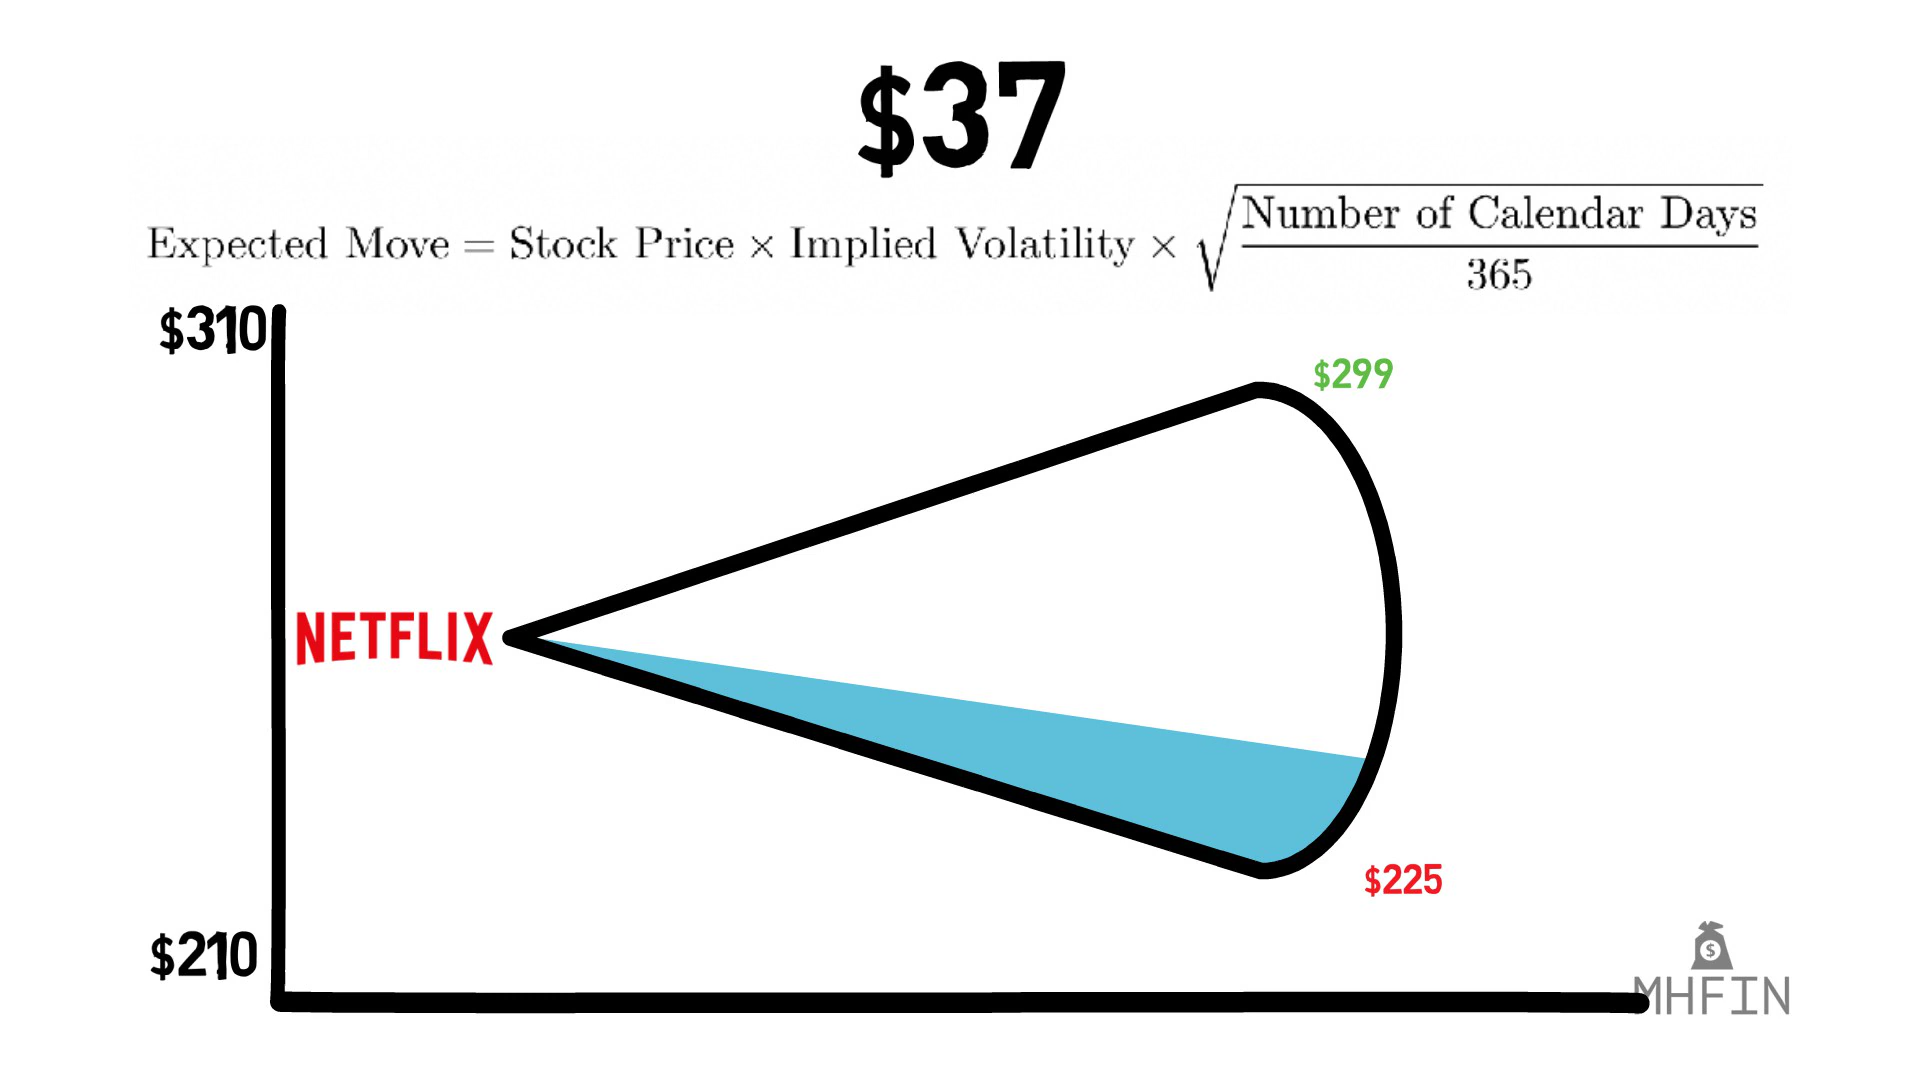 $37
Expected Move = Stock Price × Implied Volatility × √(Number of Calendar Days / 365)
$310
$299
NETFLIX
$225
$210
$
MHFIN